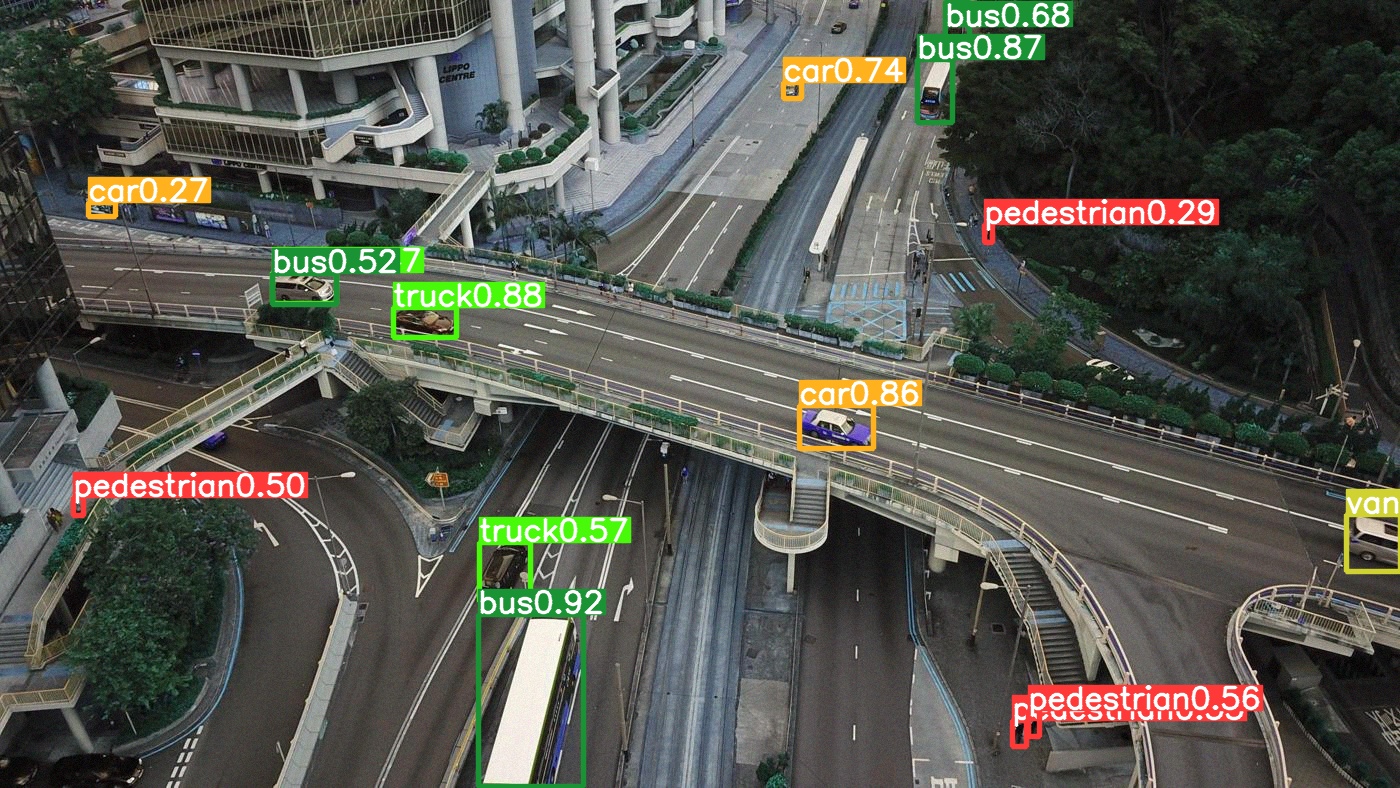 bus0.68
bus0.87
car0.74
LIPPO
CENTRE
car0.27
pedestrian0.29
bus0.52
7
truck0.88
car0.86
pedestrian0.50
van
truck0.57
bus0.92
pedestrian0.56